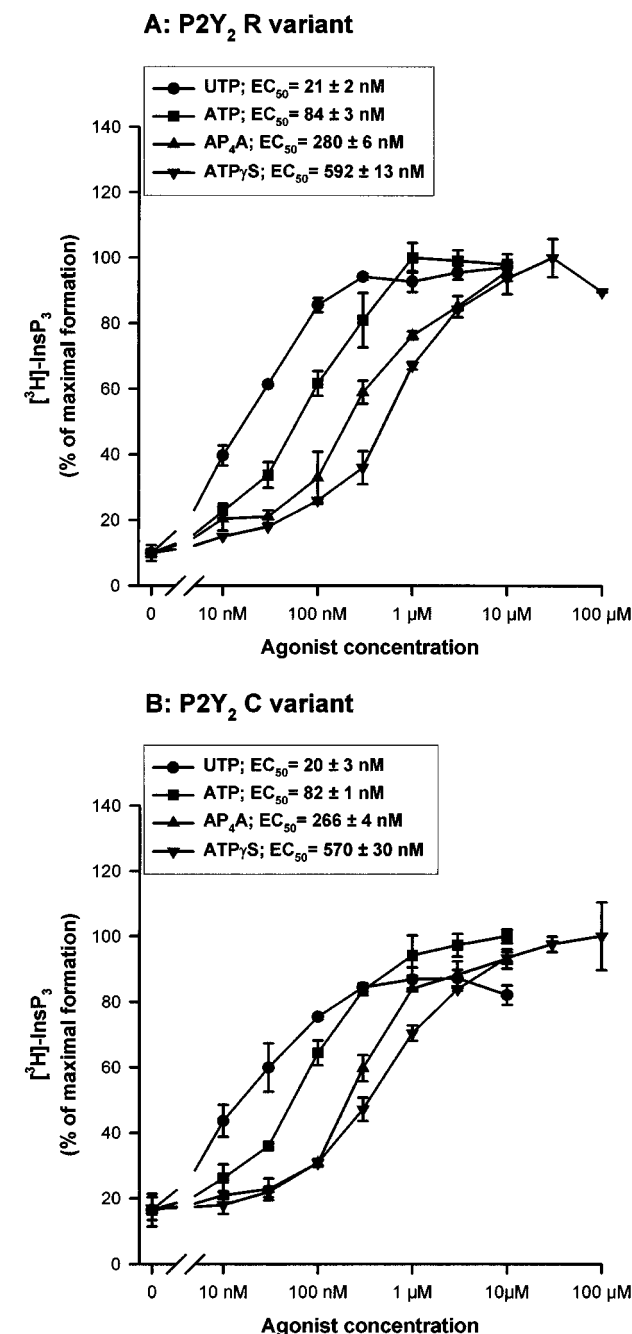 A: P2Y₂ R variant
UTP; EC₅₀= 21 ± 2 nM
ATP; EC₅₀= 84 ± 3 nM
AP₄A; EC₅₀= 280 ± 6 nM
ATPγS; EC₅₀= 592 ± 13 nM
140
120
100
80
60
40
20
0
[³H]-InsP₃
(% of maximal formation)
0 10 nM 100 nM 1 µM 10 µM 100 µM
Agonist concentration
B: P2Y₂ C variant
UTP; EC₅₀= 20 ± 3 nM
ATP; EC₅₀= 82 ± 1 nM
AP₄A; EC₅₀= 266 ± 4 nM
ATPγS; EC₅₀= 570 ± 30 nM
140
120
100
80
60
40
20
0
[³H]-InsP₃
(% of maximal formation)
0 10 nM 100 nM 1 µM 10µM 100 µM
Agonist concentration